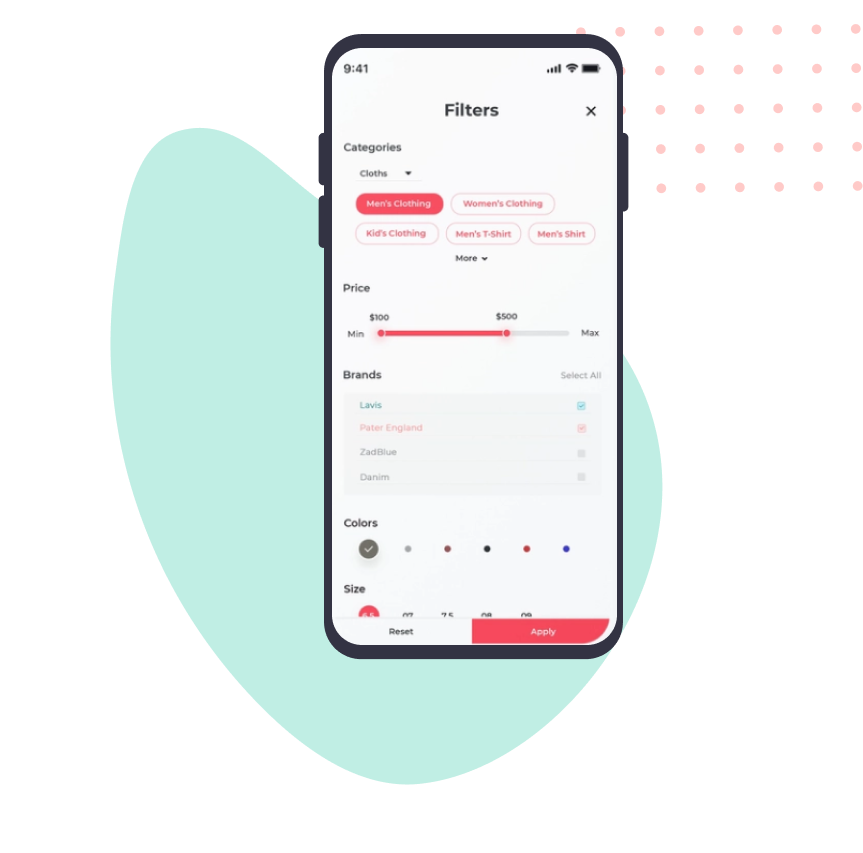 9:41
Filters
Categories
Cloths
Men's Clothing Women's Clothing
Kid's Clothing Men's T-Shirt Men's Shirt
More
Price
$100 $500
Min Max
Brands Select All
Lavis
Pater England
ZadBlue
Danim
Colors
Size
6.5 07 7.5 08 09
Reset Apply